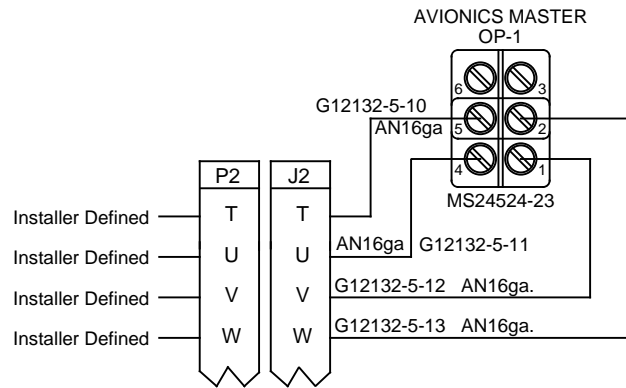 AVIONICS MASTER
OP-1
6 3
G12132-5-10
AN16ga
5 2
4 1
MS24524-23
P2 J2
Installer Defined T T
Installer Defined U U AN16ga G12132-5-11
Installer Defined V V G12132-5-12 AN16ga.
Installer Defined W W G12132-5-13 AN16ga.